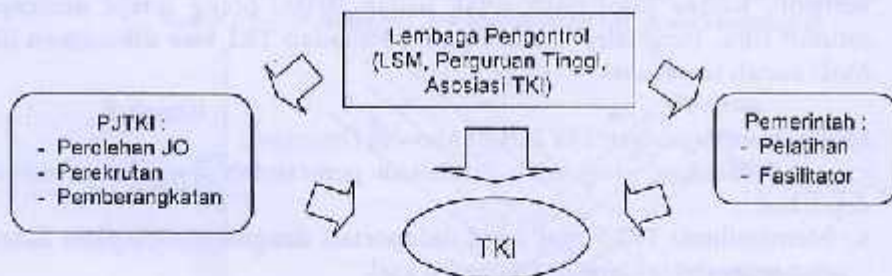 Lembaga Pengontrol
(LSM, Perguruan Tinggi,
Asosiasi TKI)
PJTKI :
- Perolehan JO
- Perekrutan
- Pemberangkatan
Pemerintah :
- Pelatihan
- Fasilitator
TKI